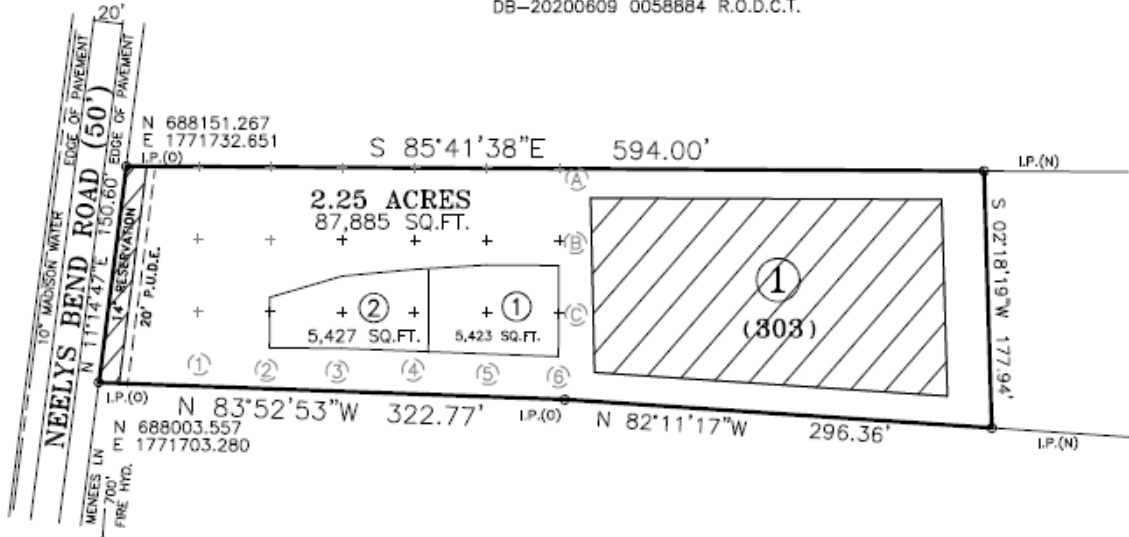 DB-20200609 0058884 R.O.D.C.T.
20'
10" MADISON WATER
EDGE OF PAVEMENT
NEELYS BEND ROAD (50')
EDGE OF PAVEMENT
N 11°14'47"E 150.60'
14' RESERVATION
20' P.U.D.E.
N 688151.267
E 1771732.651
I.P.(O)
S 85°41'38"E 594.00'
I.P.(N)
2.25 ACRES
87,885 SQ.FT.
A
B
C
2
5,427 SQ.FT.
1
5,423 SQ.FT.
1
(303)
S 02°18'19"W 177.94'
1
2
3
4
5
6
I.P.(O)
N 83°52'53"W 322.77'
I.P.(O)
N 82°11'17"W 296.36'
I.P.(N)
N 688003.557
E 1771703.280
MENEES LN
700'
FIRE HYD.